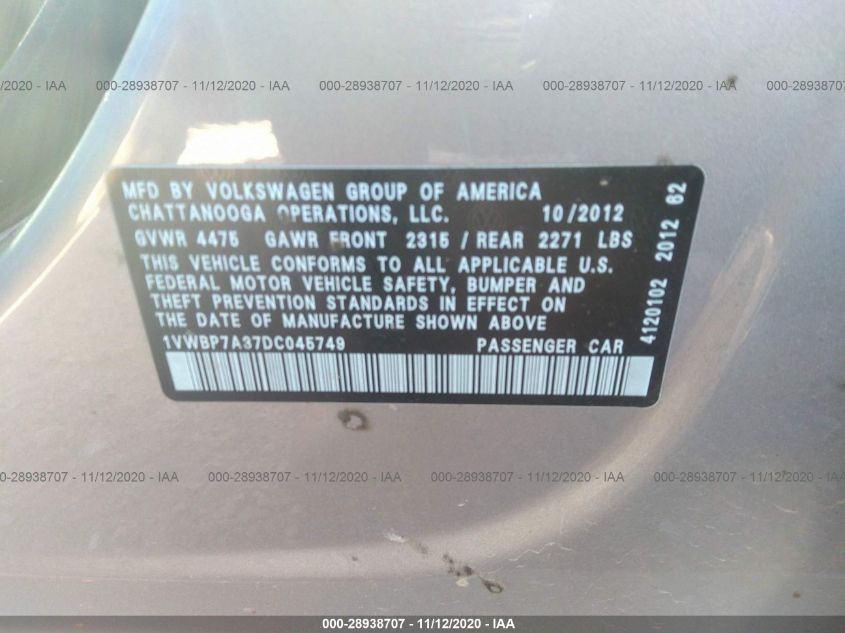 12/2020 - IAA 000-28938707 - 11/12/2020 - IAA 000-28938707 - 11/12/2020 - IAA 000-28938707 - 11/12/2020 - IAA 000-28938707
MFD BY VOLKSWAGEN GROUP OF AMERICA
CHATTANOOGA OPERATIONS, LLC. 10/2012
GVWR 4475 GAWR FRONT 2315 / REAR 2271 LBS
THIS VEHICLE CONFORMS TO ALL APPLICABLE U.S.
FEDERAL MOTOR VEHICLE SAFETY, BUMPER AND
THEFT PREVENTION STANDARDS IN EFFECT ON
THE DATE OF MANUFACTURE SHOWN ABOVE
1VWBP7A37DC045749 PASSENGER CAR
4120102 2012 62
000-28938707 - 11/12/2020 - IAA 000-28938707 - 11/12/2020 - IAA 000-28938707 - 11/12/2020 - IAA
000-28938707 - 11/12/2020 - IAA